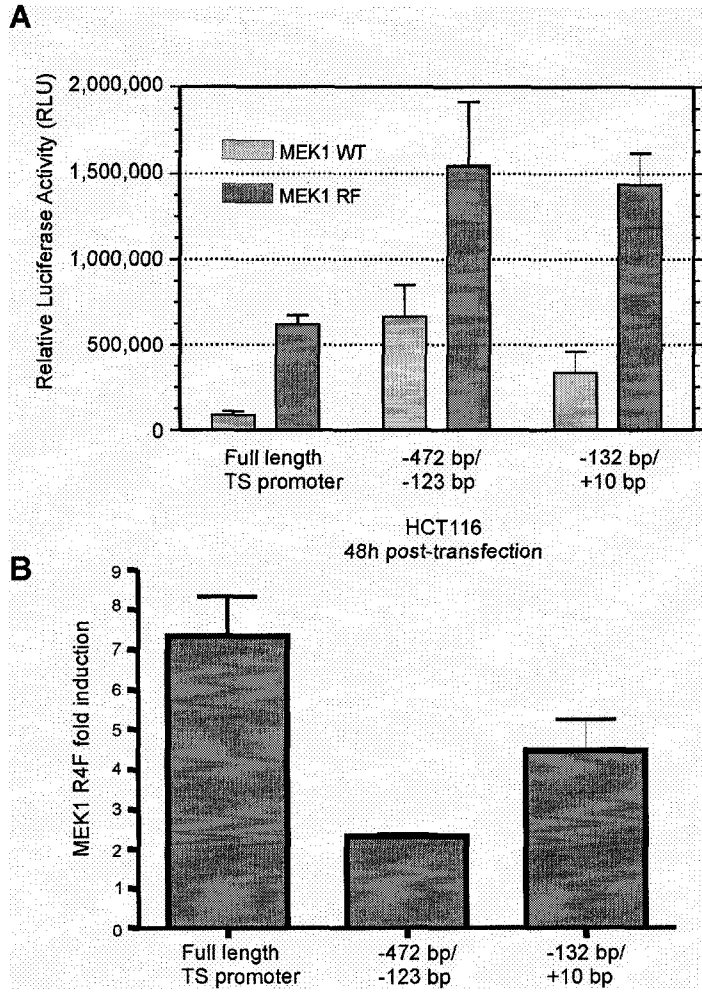 A
Relative Luciferase Activity (RLU)
2,000,000
1,500,000
1,000,000
500,000
0
MEK1 WT
MEK1 RF
Full length
TS promoter
-472 bp/
-123 bp
-132 bp/
+10 bp
HCT116
48h post-transfection
B
MEK1 R4F fold induction
9
8
7
6
5
4
3
2
1
0
Full length
TS promoter
-472 bp/
-123 bp
-132 bp/
+10 bp